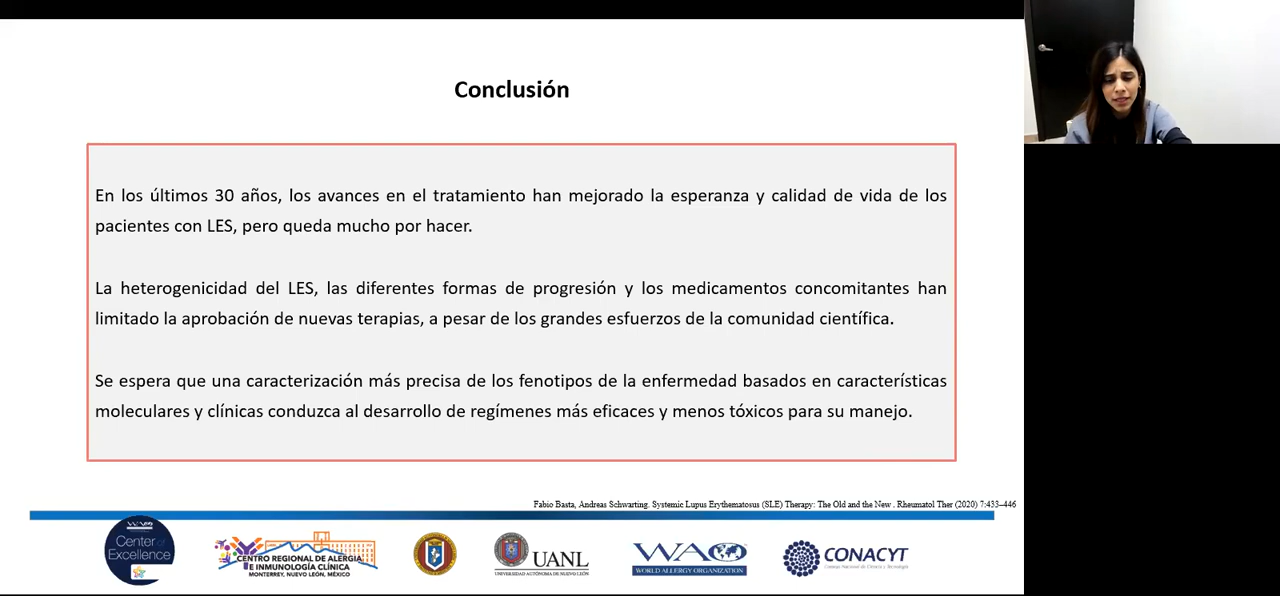 Conclusión
En los últimos 30 años, los avances en el tratamiento han mejorado la esperanza y calidad de vida de los
pacientes con LES, pero queda mucho por hacer.
La heterogenicidad del LES, las diferentes formas de progresión y los medicamentos concomitantes han
limitado la aprobación de nuevas terapias, a pesar de los grandes esfuerzos de la comunidad científica.
Se espera que una caracterización más precisa de los fenotipos de la enfermedad basados en características
moleculares y clínicas conduzca al desarrollo de regímenes más eficaces y menos tóxicos para su manejo.
Fabio Basta, Andreas Schwarting. Systemic Lupus Erythematosus (SLE) Therapy: The Old and the New . Rheumatol Ther (2020) 7:433–446
WAO
Center of
Excellence
CENTRO REGIONAL DE ALERGIA
E INMUNOLOGÍA CLÍNICA
MONTERREY, NUEVO LEÓN, MÉXICO
UANL
UNIVERSIDAD AUTÓNOMA DE NUEVO LEÓN
WAO
WORLD ALLERGY ORGANIZATION
CONACYT
Consejo Nacional de Ciencia y Tecnología